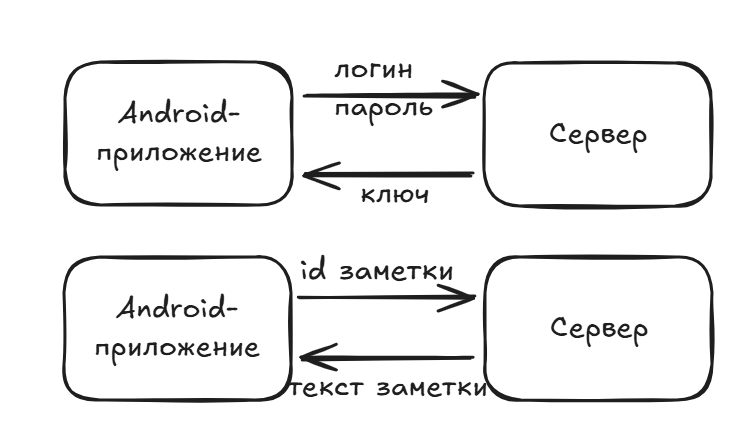 Android-
приложение
логин
пароль
ключ
Сервер
Android-
приложение
id заметки
текст заметки
Сервер